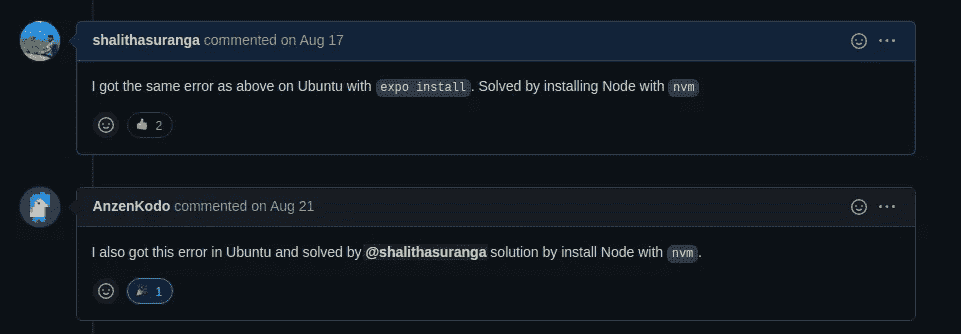 shalithasuranga commented on Aug 17
I got the same error as above on Ubuntu with expo install. Solved by installing Node with nvm
2
AnzenKodo commented on Aug 21
I also got this error in Ubuntu and solved by @shalithasuranga solution by install Node with nvm.
1